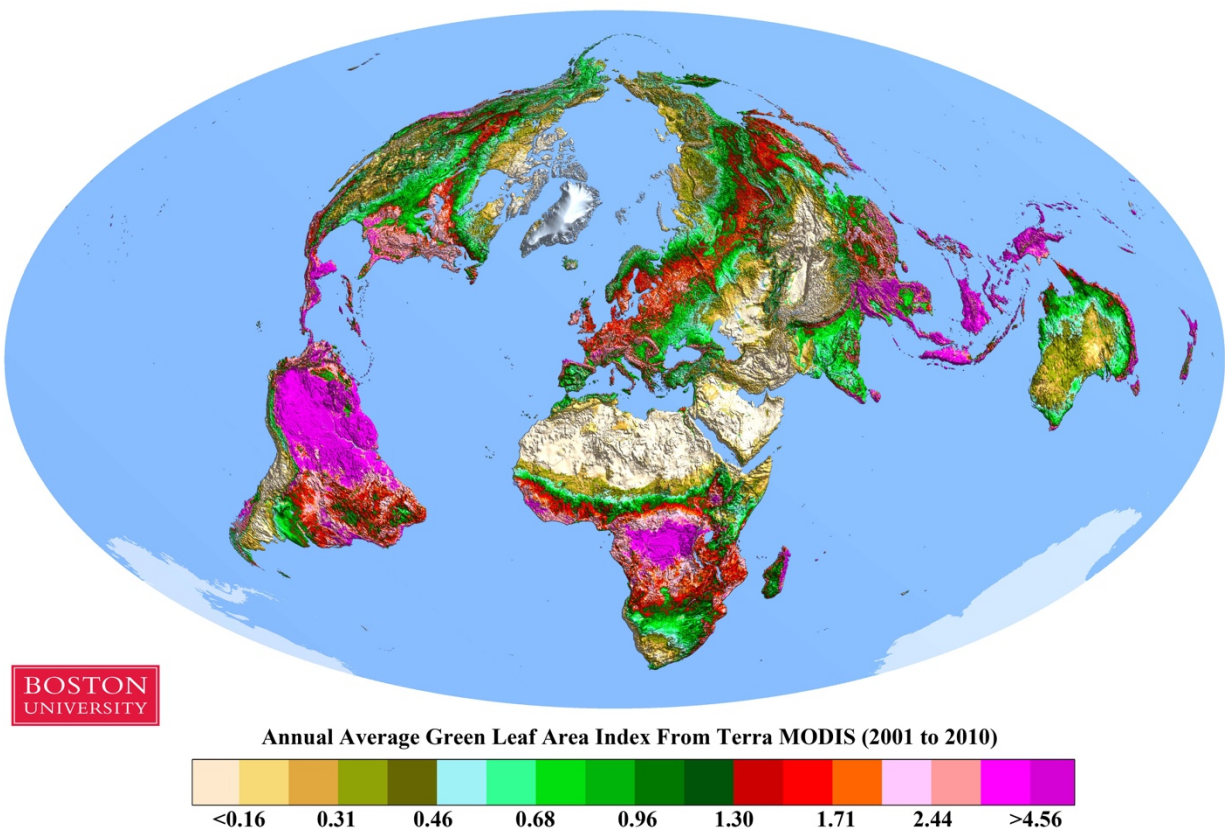 BOSTON
UNIVERSITY
Annual Average Green Leaf Area Index From Terra MODIS (2001 to 2010)
<0.16 0.31 0.46 0.68 0.96 1.30 1.71 2.44 >4.56